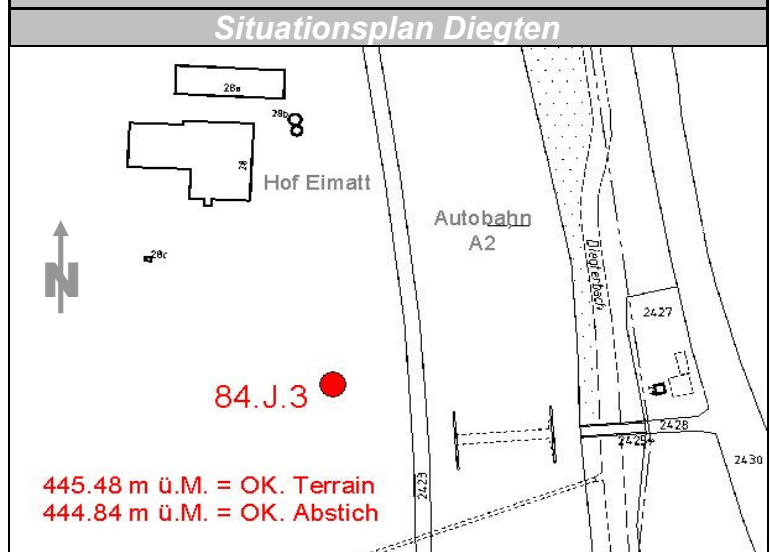 Situationsplan Diegten
28a
28b
28
Hof Eimatt
Autobahn
A2
28c
N
Diegterbach
2427
84.J.3
2428
2425
2430
2423
445.48 m ü.M. = OK. Terrain
444.84 m ü.M. = OK. Abstich